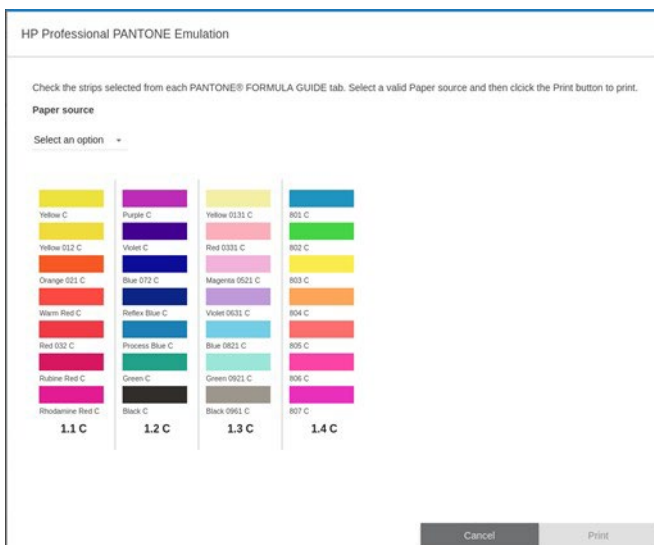 HP Professional PANTONE Emulation
Check the strips selected from each PANTONE® FORMULA GUIDE tab. Select a valid Paper source and then clcick the Print button to print.
Paper source
Select an option
Yellow C
Yellow 012 C
Orange 021 C
Warm Red C
Red 032 C
Rubine Red C
Rhodamine Red C
1.1 C
Purple C
Violet C
Blue 072 C
Reflex Blue C
Process Blue C
Green C
Black C
1.2 C
Yellow 0131 C
Red 0331 C
Magenta 0521 C
Violet 0631 C
Blue 0821 C
Green 0921 C
Black 0961 C
1.3 C
801 C
802 C
803 C
804 C
805 C
806 C
807 C
1.4 C
Cancel
Print